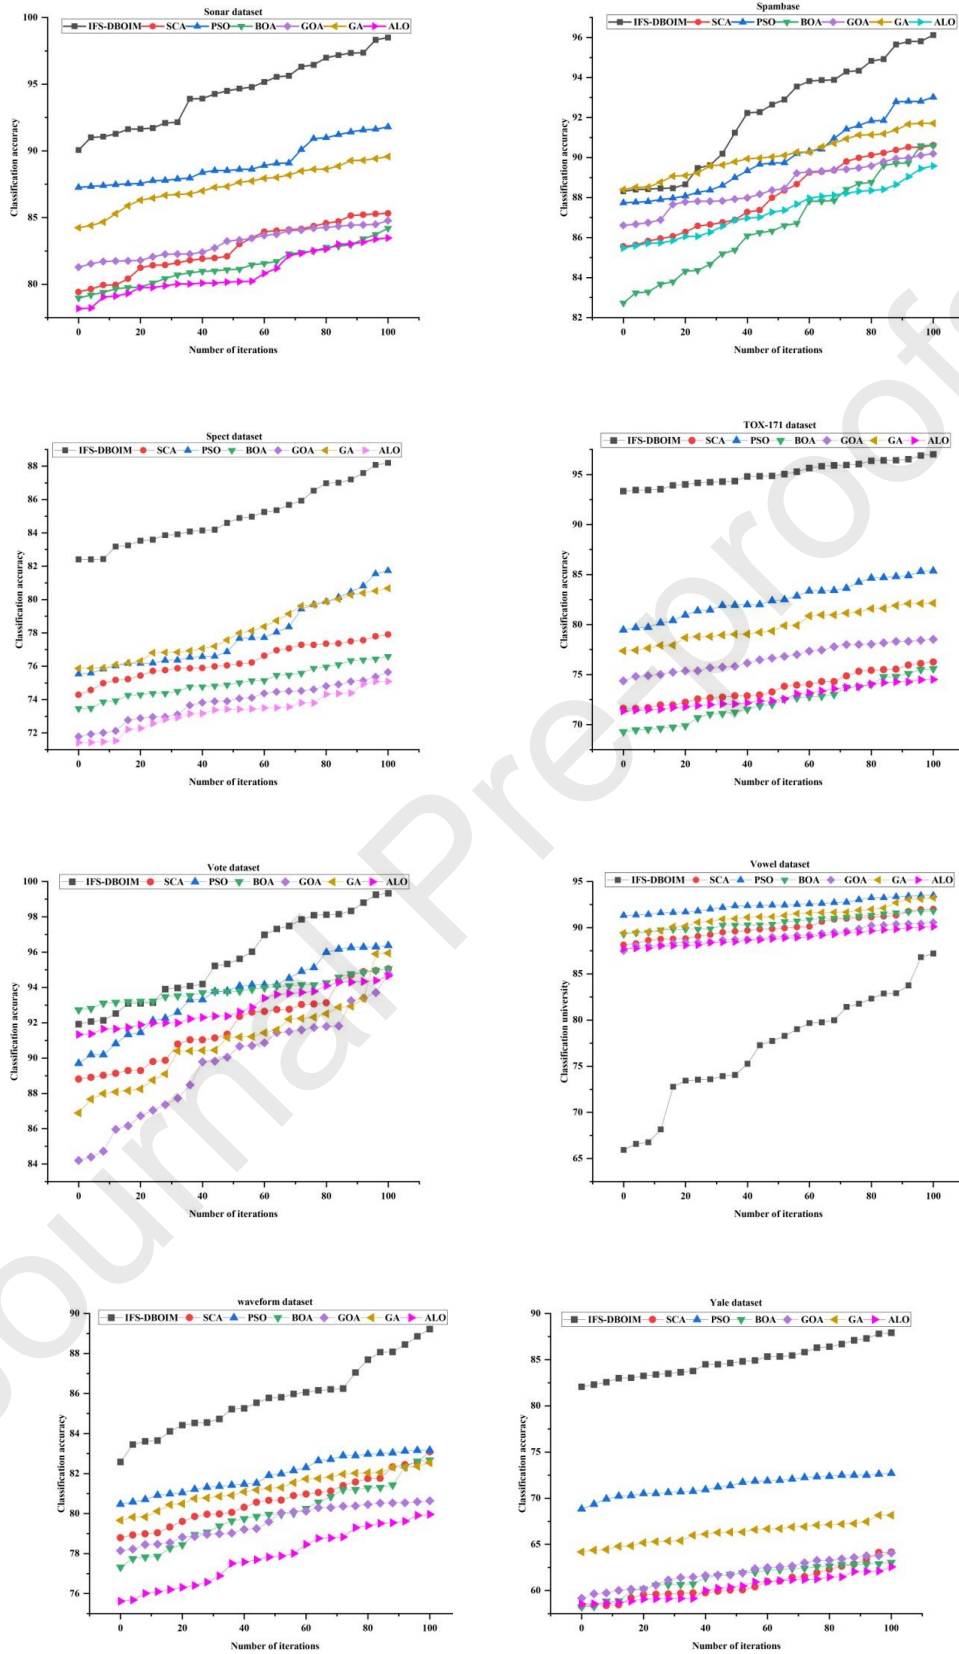 Sonar dataset
IFS-DBOIM SCA PSO BOA GOA GA ALO
100
95
90
85
80
Classification accuracy
0 20 40 60 80 100
Number of iterions
Spambase
IFS-DBOIM SCA PSO BOA GOA GA ALO
96
94
92
90
88
86
84
82
Classification accuracy
0 20 40 60 80 100
Number of iterations
Spect dataset
IFS-DBOIM SCA PSO BOA GOA GA ALO
88
86
84
82
80
78
76
74
72
Classification accuracy
0 20 40 60 80 100
Number of iterions
TOX-171 dataset
IFS-DBOIM SCA PSO BOA GOA GA ALO
95
90
85
80
75
70
Classification accuracy
0 20 40 60 80 100
Number of iterions
Vote dataset
IFS-DBOIM SCA PSO BOA GOA GA ALO
100
98
96
94
92
90
88
86
84
Classification accuracy
0 20 40 60 80 100
Number of iterions
Vowel dataset
IFS-DBOIM SCA PSO BOA GOA GA ALO
95
90
85
80
75
70
65
Classification university
0 20 40 60 80 100
Number of iterions
waveform dataset
IFS-DBOIM SCA PSO BOA GOA GA ALO
90
88
86
84
82
80
78
76
Classification accuracy
0 20 40 60 80 100
Number of iterions
Yale dataset
IFS-DBOIM SCA PSO BOA GOA GA ALO
90
85
80
75
70
65
60
Classification accuracy
0 20 40 60 80 100
Number of iterions
Journal Pre-proofs